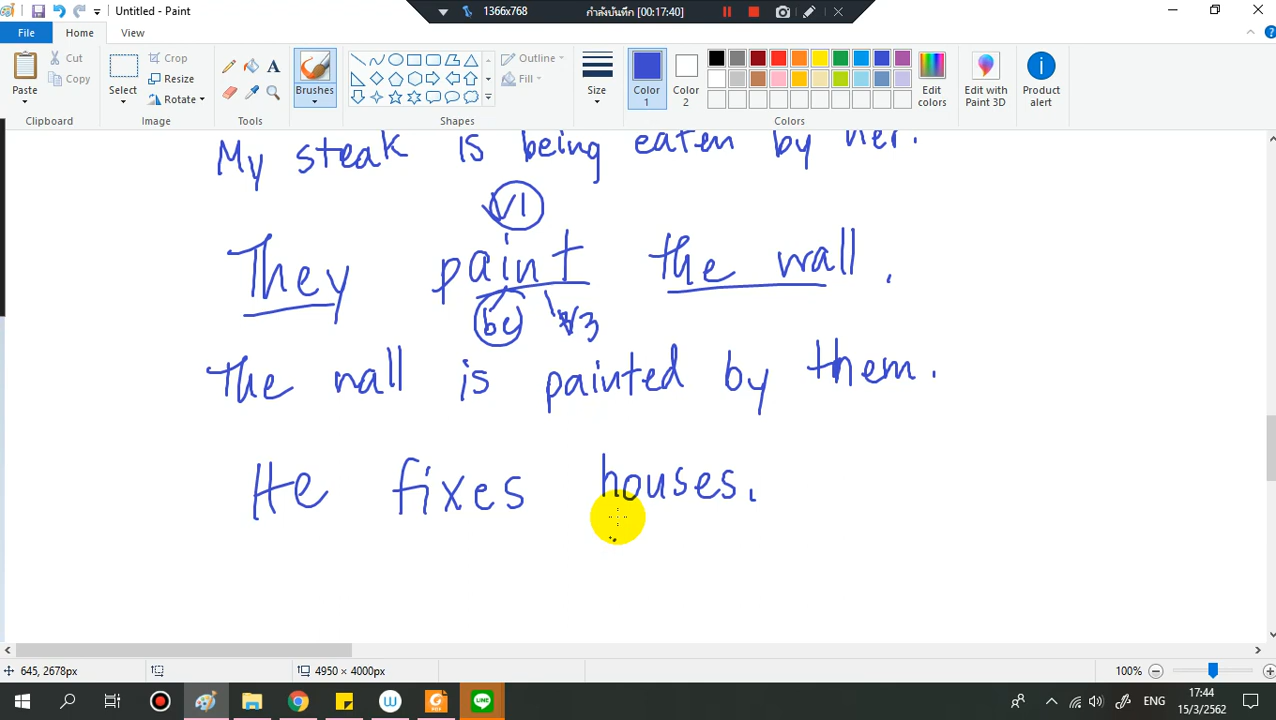 Untitled - Paint
1366x768
กำลังบันทึก (00:17:40)
File Home View
Paste
Cut
Copy
Clipboard
Select
Crop
Resize
Rotate
Image
Tools
Brushes
Shapes
Outline
Fill
Size
Color 1
Color 2
Colors
Edit colors
Edit with Paint 3D
Product alert
My steak is being eaten by her.
V1
They paint the wall.
be V3
The wall is painted by them.
He fixes houses.
645, 2678px
4950 × 4000px
100%
ENG
17:44
15/3/2562